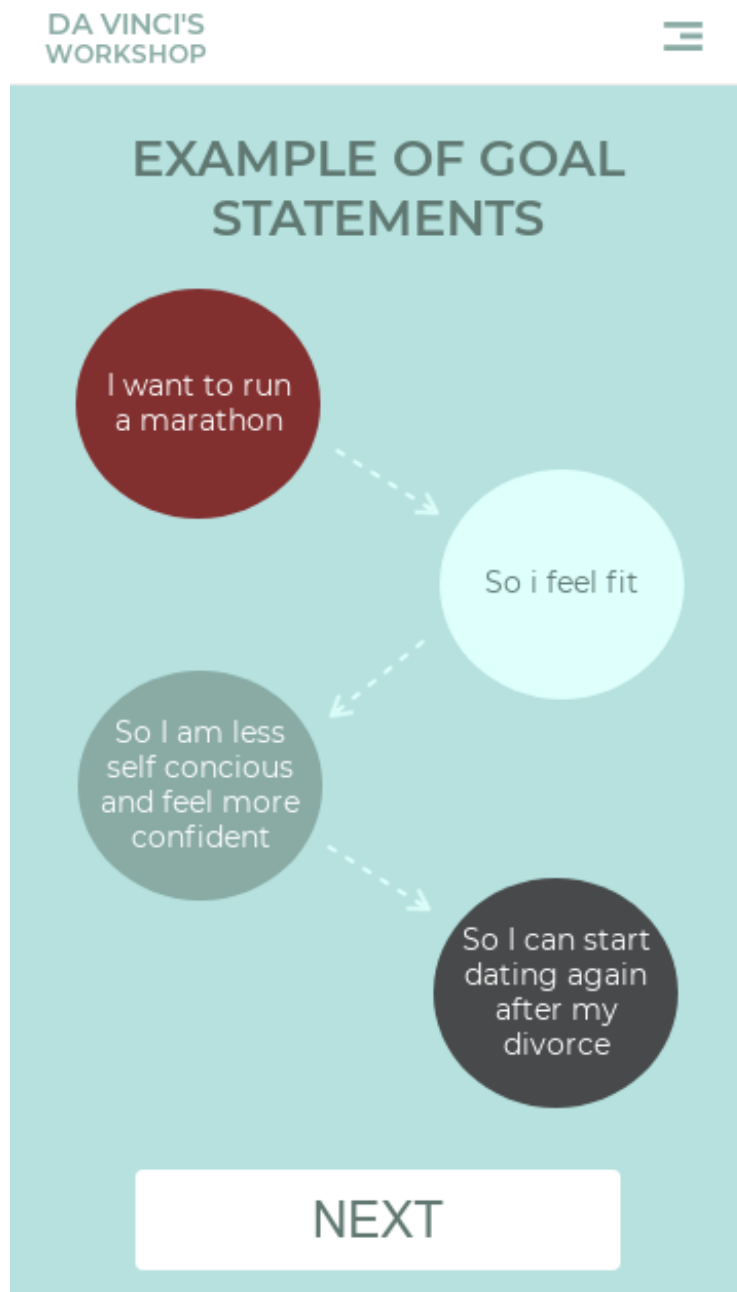 DA VINCI'S
WORKSHOP
EXAMPLE OF GOAL
STATEMENTS
I want to run
a marathon
So i feel fit
So I am less
self concious
and feel more
confident
So I can start
dating again
after my
divorce
NEXT